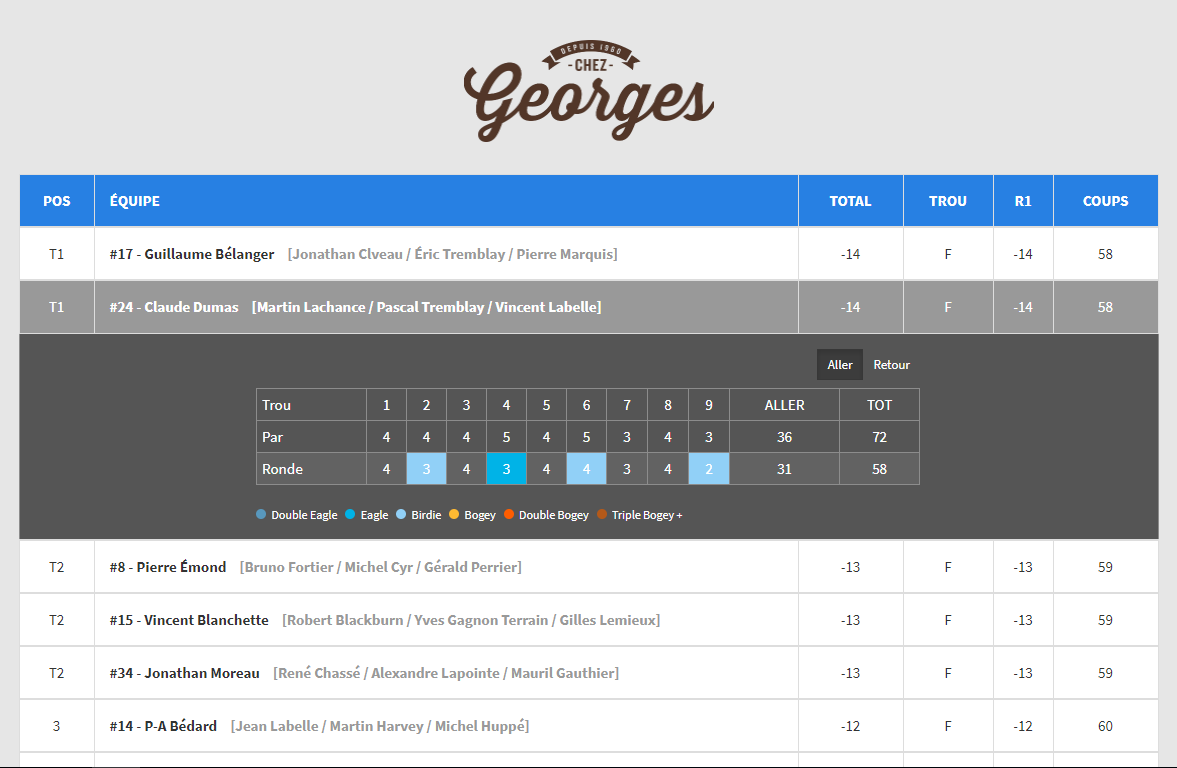 DEPUIS 1960
- CHEZ -
Georges
POS ÉQUIPE TOTAL TROU R1 COUPS
T1 #17 - Guillaume Bélanger [Jonathan Clveau / Éric Tremblay / Pierre Marquis] -14 F -14 58
T1 #24 - Claude Dumas [Martin Lachance / Pascal Tremblay / Vincent Labelle] -14 F -14 58
Aller Retour
Trou 1 2 3 4 5 6 7 8 9 ALLER TOT
Par 4 4 4 5 4 5 3 4 3 36 72
Ronde 4 3 4 3 4 4 3 4 2 31 58
Double Eagle Eagle Birdie Bogey Double Bogey Triple Bogey +
T2 #8 - Pierre Émond [Bruno Fortier / Michel Cyr / Gérald Perrier] -13 F -13 59
T2 #15 - Vincent Blanchette [Robert Blackburn / Yves Gagnon Terrain / Gilles Lemieux] -13 F -13 59
T2 #34 - Jonathan Moreau [René Chassé / Alexandre Lapointe / Mauril Gauthier] -13 F -13 59
3 #14 - P-A Bédard [Jean Labelle / Martin Harvey / Michel Huppé] -12 F -12 60